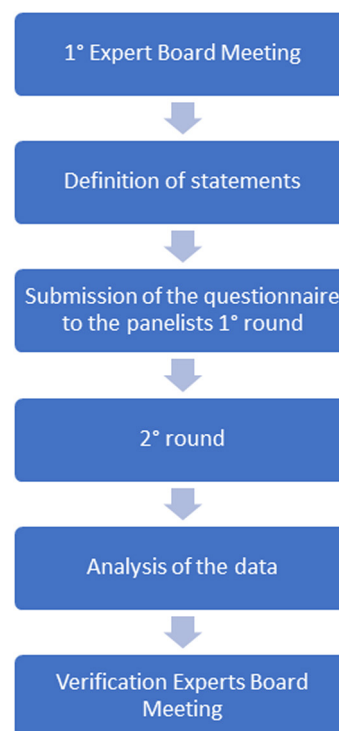 1° Expert Board Meeting
Definition of statements
Submission of the questionnaire
to the panelists 1° round
2° round
Analysis of the data
Verification Experts Board
Meeting